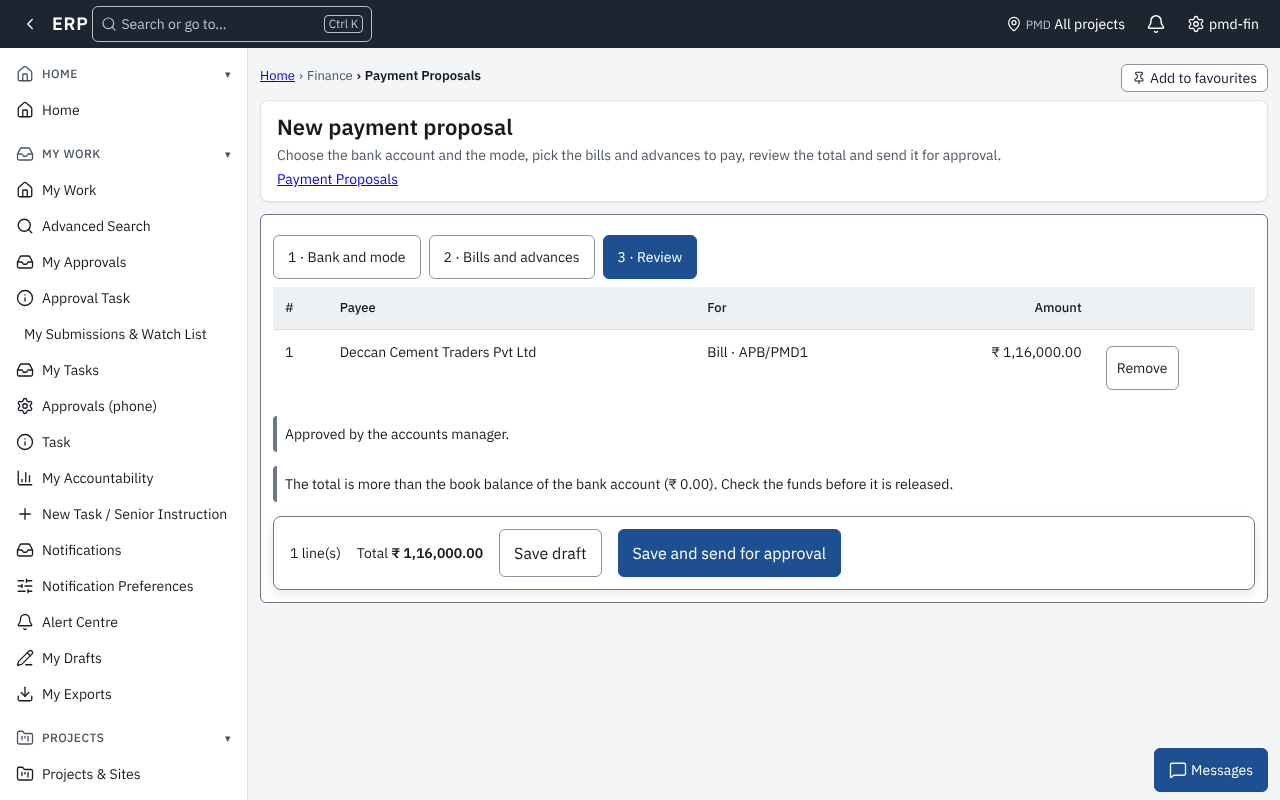 ERP
Search or go to...
Ctrl K
PMD All projects
pmd-fin
HOME
Home
MY WORK
My Work
Advanced Search
My Approvals
Approval Task
My Submissions & Watch List
My Tasks
Approvals (phone)
Task
My Accountability
New Task / Senior Instruction
Notifications
Notification Preferences
Alert Centre
My Drafts
My Exports
PROJECTS
Projects & Sites
Home › Finance › Payment Proposals
Add to favourites
New payment proposal
Choose the bank account and the mode, pick the bills and advances to pay, review the total and send it for approval.
Payment Proposals
1 · Bank and mode
2 · Bills and advances
3 · Review
# Payee For Amount
1 Deccan Cement Traders Pvt Ltd Bill · APB/PMD1 ₹ 1,16,000.00 Remove
Approved by the accounts manager.
The total is more than the book balance of the bank account (₹ 0.00). Check the funds before it is released.
1 line(s) Total ₹ 1,16,000.00 Save draft Save and send for approval
Messages